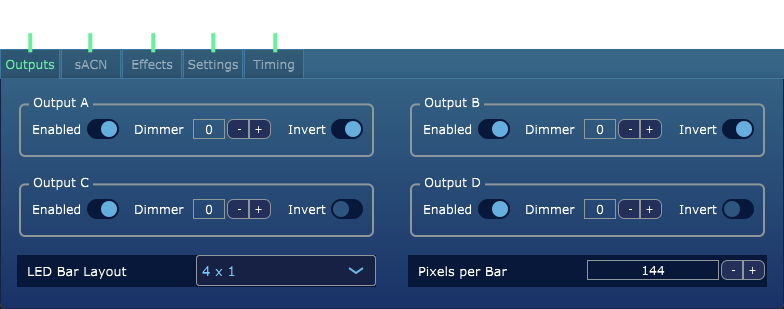 Outputs sACN Effects Settings Timing
Output A Output B
Enabled Dimmer 0 - + Invert Enabled Dimmer 0 - + Invert
Output C Output D
Enabled Dimmer 0 - + Invert Enabled Dimmer 0 - + Invert
LED Bar Layout 4 x 1 Pixels per Bar 144 - +